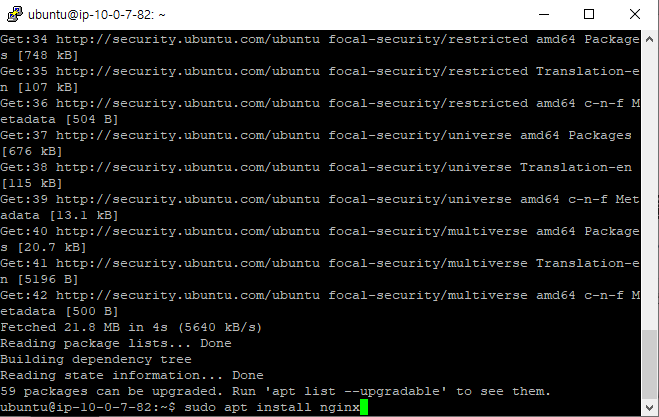 ubuntu@ip-10-0-7-82: ~
Get:34 http://security.ubuntu.com/ubuntu focal-security/restricted amd64 Package
s [748 kB]
Get:35 http://security.ubuntu.com/ubuntu focal-security/restricted Translation-e
n [107 kB]
Get:36 http://security.ubuntu.com/ubuntu focal-security/restricted amd64 c-n-f M
etadata [504 B]
Get:37 http://security.ubuntu.com/ubuntu focal-security/universe amd64 Packages
[676 kB]
Get:38 http://security.ubuntu.com/ubuntu focal-security/universe Translation-en
[115 kB]
Get:39 http://security.ubuntu.com/ubuntu focal-security/universe amd64 c-n-f Met
adata [13.1 kB]
Get:40 http://security.ubuntu.com/ubuntu focal-security/multiverse amd64 Package
s [20.7 kB]
Get:41 http://security.ubuntu.com/ubuntu focal-security/multiverse Translation-e
n [5196 B]
Get:42 http://security.ubuntu.com/ubuntu focal-security/multiverse amd64 c-n-f M
etadata [500 B]
Fetched 21.8 MB in 4s (5640 kB/s)
Reading package lists... Done
Building dependency tree
Reading state information... Done
59 packages can be upgraded. Run 'apt list --upgradable' to see them.
ubuntu@ip-10-0-7-82:~$ sudo apt install nginx